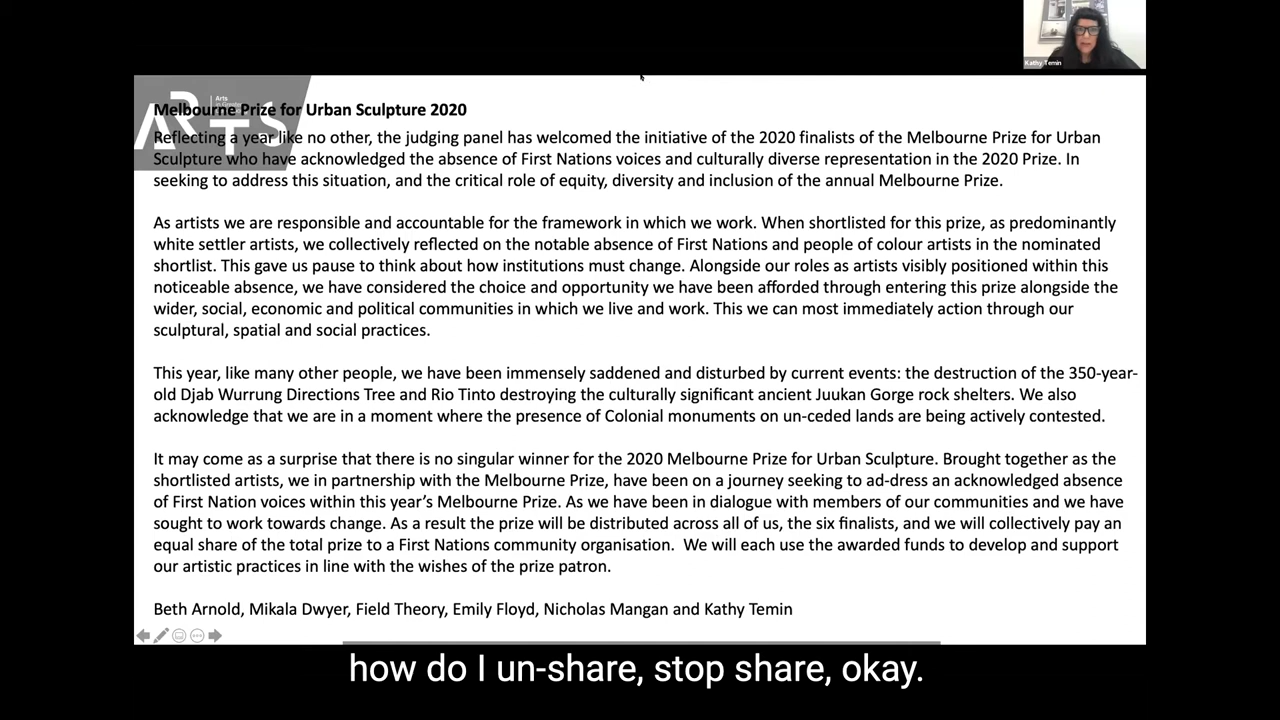 Kathy Temin
ARTS
Arts
Melbourne Prize for Urban Sculpture 2020
Reflecting a year like no other, the judging panel has welcomed the initiative of the 2020 finalists of the Melbourne Prize for Urban
Sculpture who have acknowledged the absence of First Nations voices and culturally diverse representation in the 2020 Prize. In
seeking to address this situation, and the critical role of equity, diversity and inclusion of the annual Melbourne Prize.
As artists we are responsible and accountable for the framework in which we work. When shortlisted for this prize, as predominantly
white settler artists, we collectively reflected on the notable absence of First Nations and people of colour artists in the nominated
shortlist. This gave us pause to think about how institutions must change. Alongside our roles as artists visibly positioned within this
noticeable absence, we have considered the choice and opportunity we have been afforded through entering this prize alongside the
wider, social, economic and political communities in which we live and work. This we can most immediately action through our
sculptural, spatial and social practices.
This year, like many other people, we have been immensely saddened and disturbed by current events: the destruction of the 350-year-
old Djab Wurrung Directions Tree and Rio Tinto destroying the culturally significant ancient Juukan Gorge rock shelters. We also
acknowledge that we are in a moment where the presence of Colonial monuments on un-ceded lands are being actively contested.
It may come as a surprise that there is no singular winner for the 2020 Melbourne Prize for Urban Sculpture. Brought together as the
shortlisted artists, we in partnership with the Melbourne Prize, have been on a journey seeking to ad-dress an acknowledged absence
of First Nation voices within this year's Melbourne Prize. As we have been in dialogue with members of our communities and we have
sought to work towards change. As a result the prize will be distributed across all of us, the six finalists, and we will collectively pay an
equal share of the total prize to a First Nations community organisation.  We will each use the awarded funds to develop and support
our artistic practices in line with the wishes of the prize patron.
Beth Arnold, Mikala Dwyer, Field Theory, Emily Floyd, Nicholas Mangan and Kathy Temin
how do I un-share, stop share, okay.